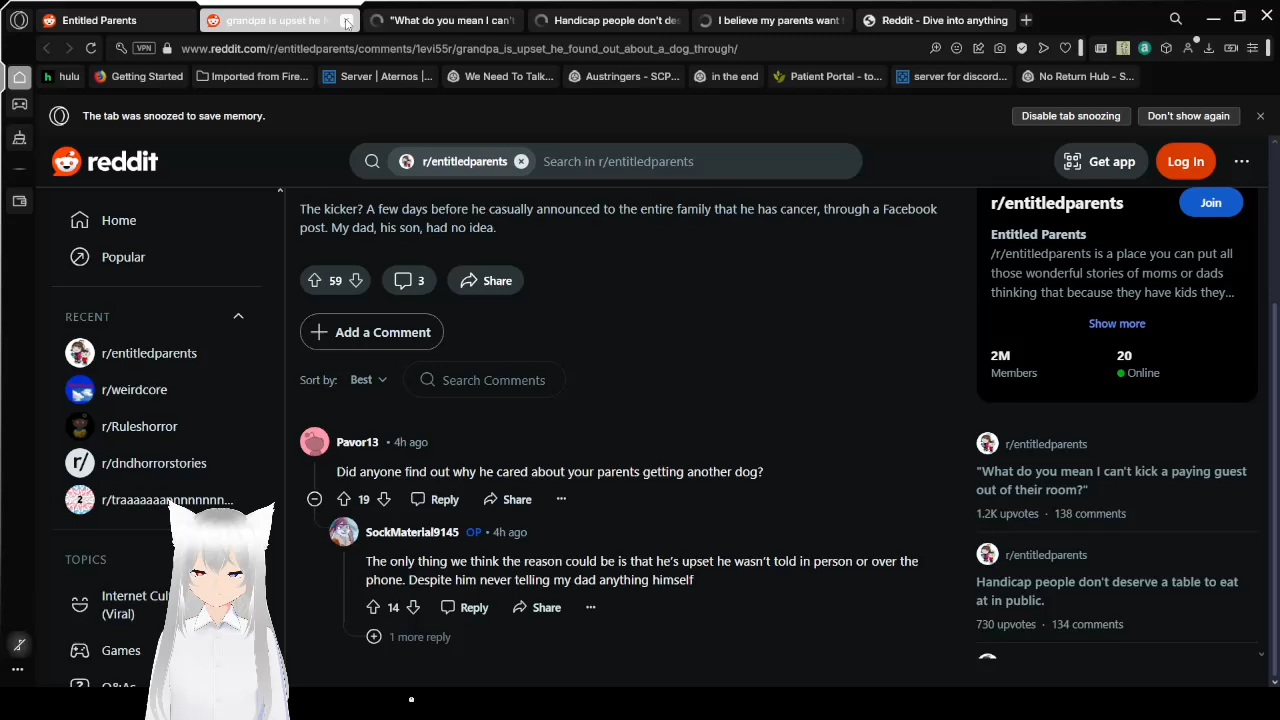 Entitled Parents
grandpa is upset he h
"What do you mean I can't
Handicap people don't des
I believe my parents want
Reddit - Dive into anything
VPN
www.reddit.com/r/entitledparents/comments/1evi55r/grandpa_is_upset_he_found_out_about_a_dog_through/
h hulu
Getting Started
Imported from Fire...
Server | Aternos |...
We Need To Talk...
Austringers - SCP...
in the end
Patient Portal - to...
server for discord...
No Return Hub - S...
The tab was snoozed to save memory.
Disable tab snoozing
Don't show again
reddit
r/entitledparents
Search in r/entitledparents
Get app
Log In
Home
Popular
RECENT
r/entitledparents
r/weirdcore
r/Ruleshorror
r/ r/dndhorrorstories
r/traaaaaaannnnnnnn...
TOPICS
Internet Cul
(Viral)
Games
The kicker? A few days before he casually announced to the entire family that he has cancer, through a Facebook
post. My dad, his son, had no idea.
59
3
Share
Add a Comment
Sort by: Best
Search Comments
Pavor13 • 4h ago
Did anyone find out why he cared about your parents getting another dog?
19
Reply
Share
SockMaterial9145 OP • 4h ago
The only thing we think the reason could be is that he's upset he wasn't told in person or over the
phone. Despite him never telling my dad anything himself
14
Reply
Share
1 more reply
r/entitledparents
Join
Entitled Parents
/r/entitledparents is a place you can put all
those wonderful stories of moms or dads
thinking that because they have kids they...
Show more
2M
Members
20
Online
r/entitledparents
"What do you mean I can't kick a paying guest
out of their room?"
1.2K upvotes · 138 comments
r/entitledparents
Handicap people don't deserve a table to eat
at in public.
730 upvotes · 134 comments